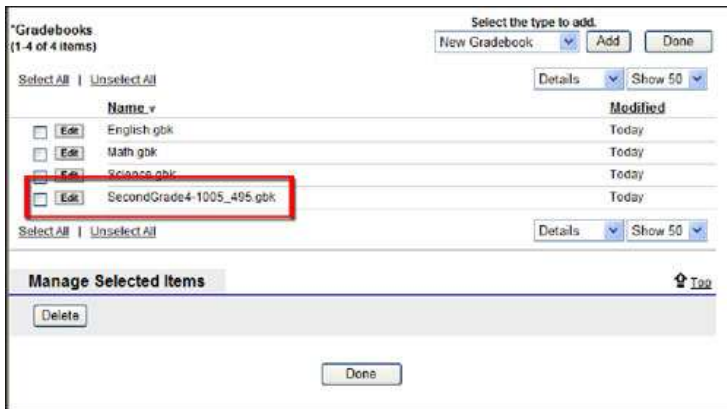 *Gradebooks
(1-4 of 4 items)
Select the type to add.
New Gradebook Add Done
Select All | Unselect All
Details Show 50
Name Modified
Edit English.gbk Today
Edit Math.gbk Today
Edit Science.gbk Today
Edit SecondGrade4-1005_495.gbk Today
Select All | Unselect All
Details Show 50
Manage Selected Items
Top
Delete
Done